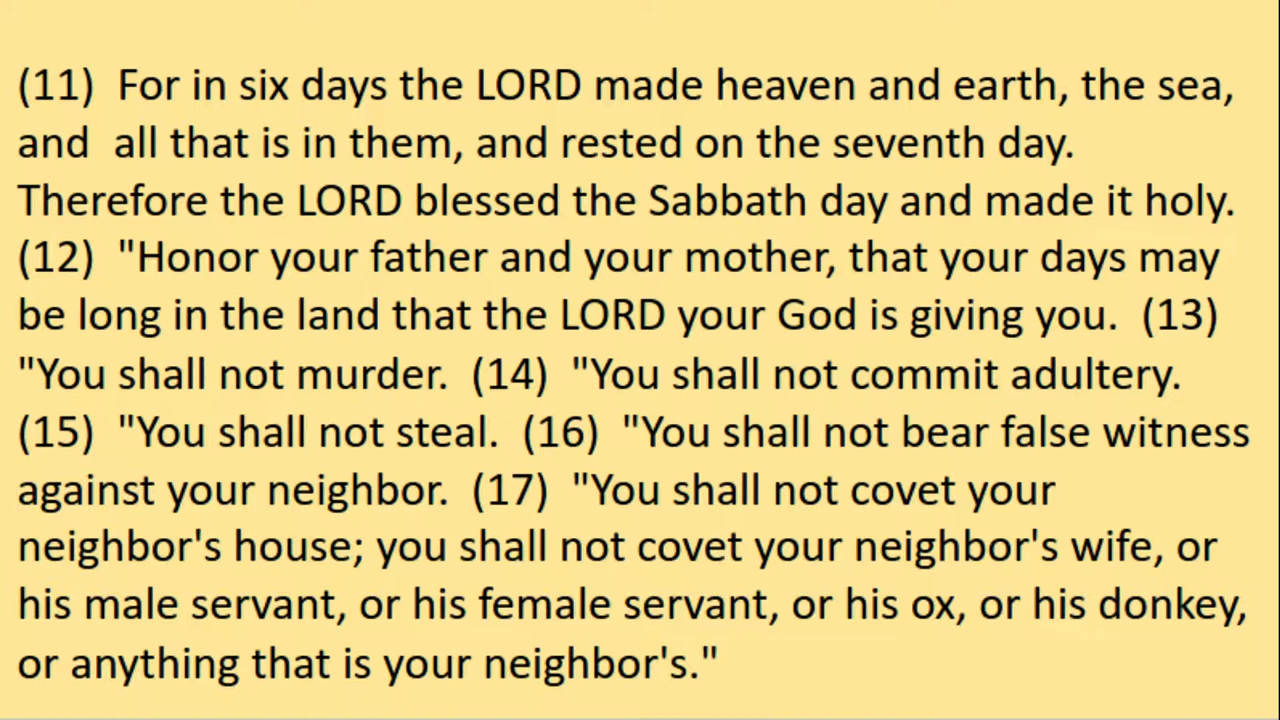 (11)  For in six days the LORD made heaven and earth, the sea,
and  all that is in them, and rested on the seventh day.
Therefore the LORD blessed the Sabbath day and made it holy.
(12)  "Honor your father and your mother, that your days may
be long in the land that the LORD your God is giving you.  (13)
"You shall not murder.  (14)  "You shall not commit adultery.
(15)  "You shall not steal.  (16)  "You shall not bear false witness
against your neighbor.  (17)  "You shall not covet your
neighbor's house; you shall not covet your neighbor's wife, or
his male servant, or his female servant, or his ox, or his donkey,
or anything that is your neighbor's."